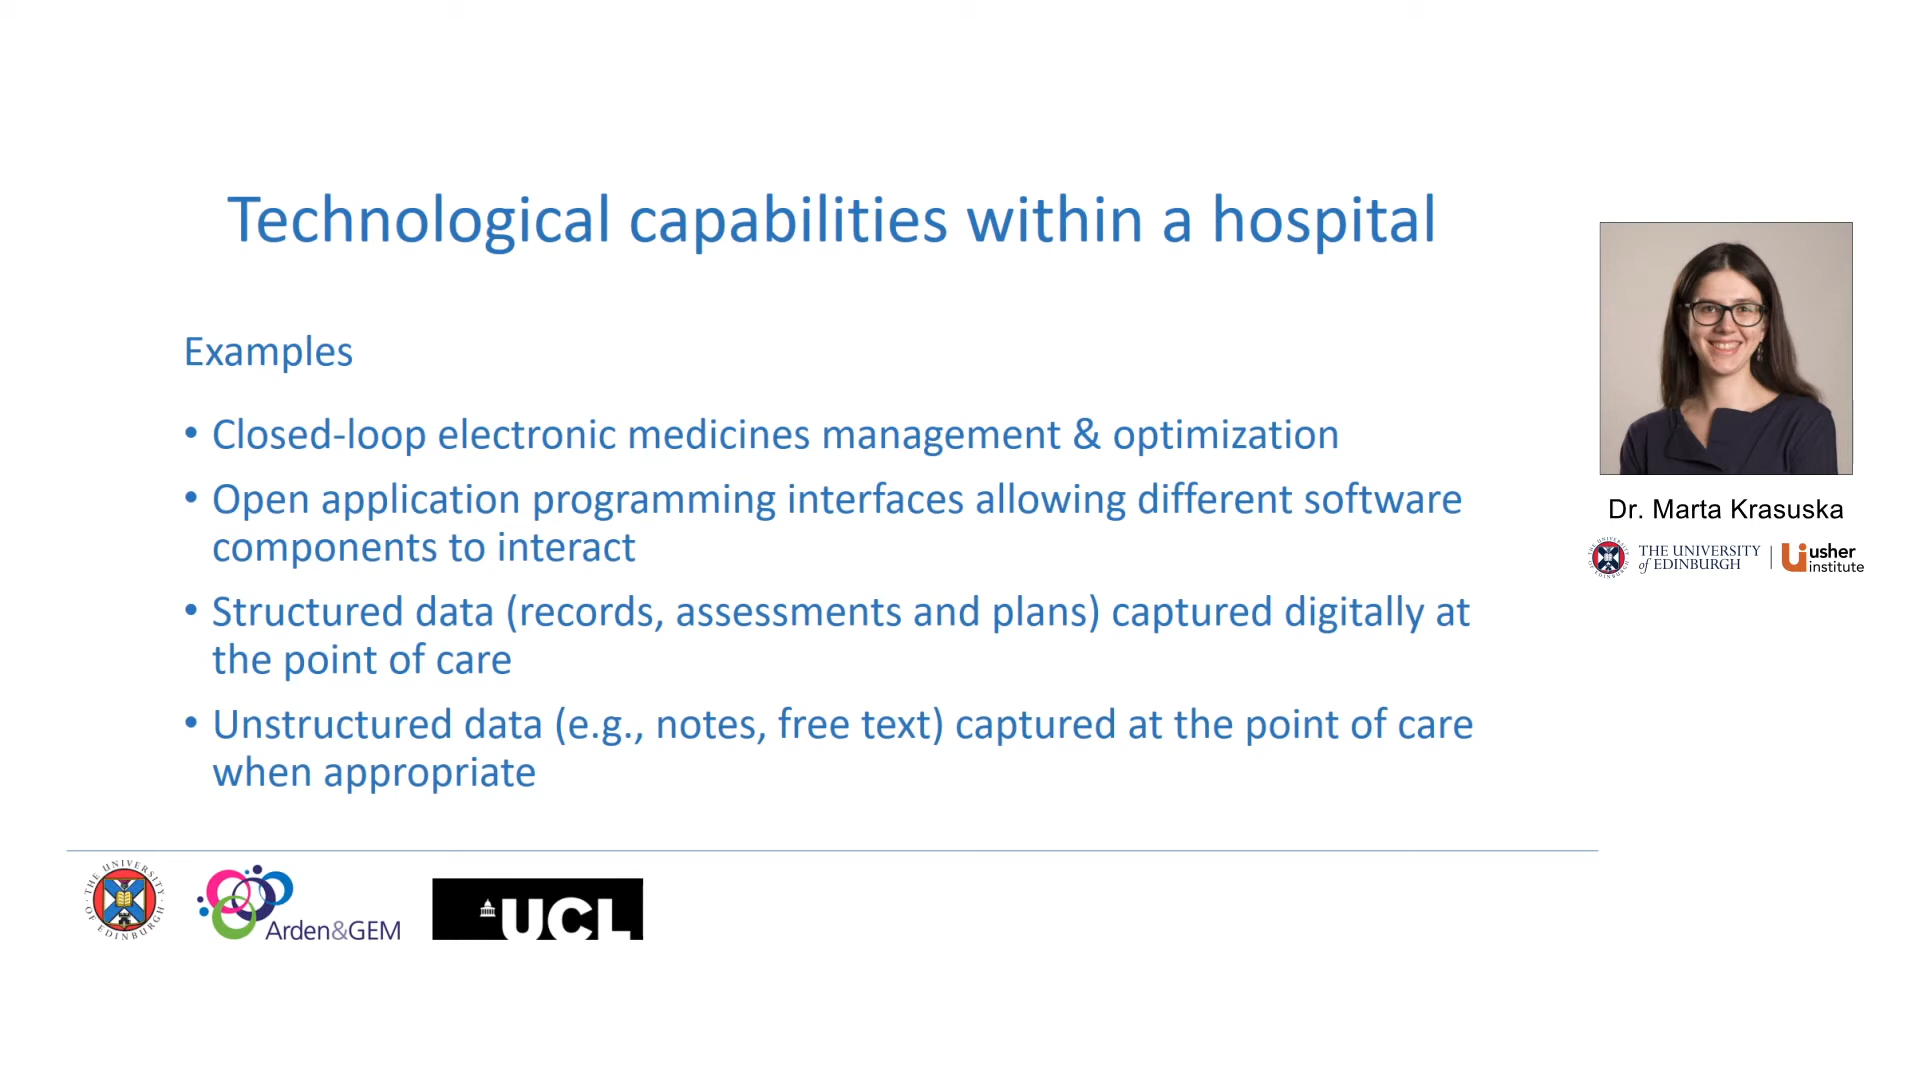 Technological capabilities within a hospital
Examples
• Closed-loop electronic medicines management & optimization
• Open application programming interfaces allowing different software
components to interact
• Structured data (records, assessments and plans) captured digitally at
the point of care
• Unstructured data (e.g., notes, free text) captured at the point of care
when appropriate
Dr. Marta Krasuska
THE UNIVERSITY
of EDINBURGH
usher
institute
THE UNIVERSITY OF EDINBURGH
Arden&GEM
UCL